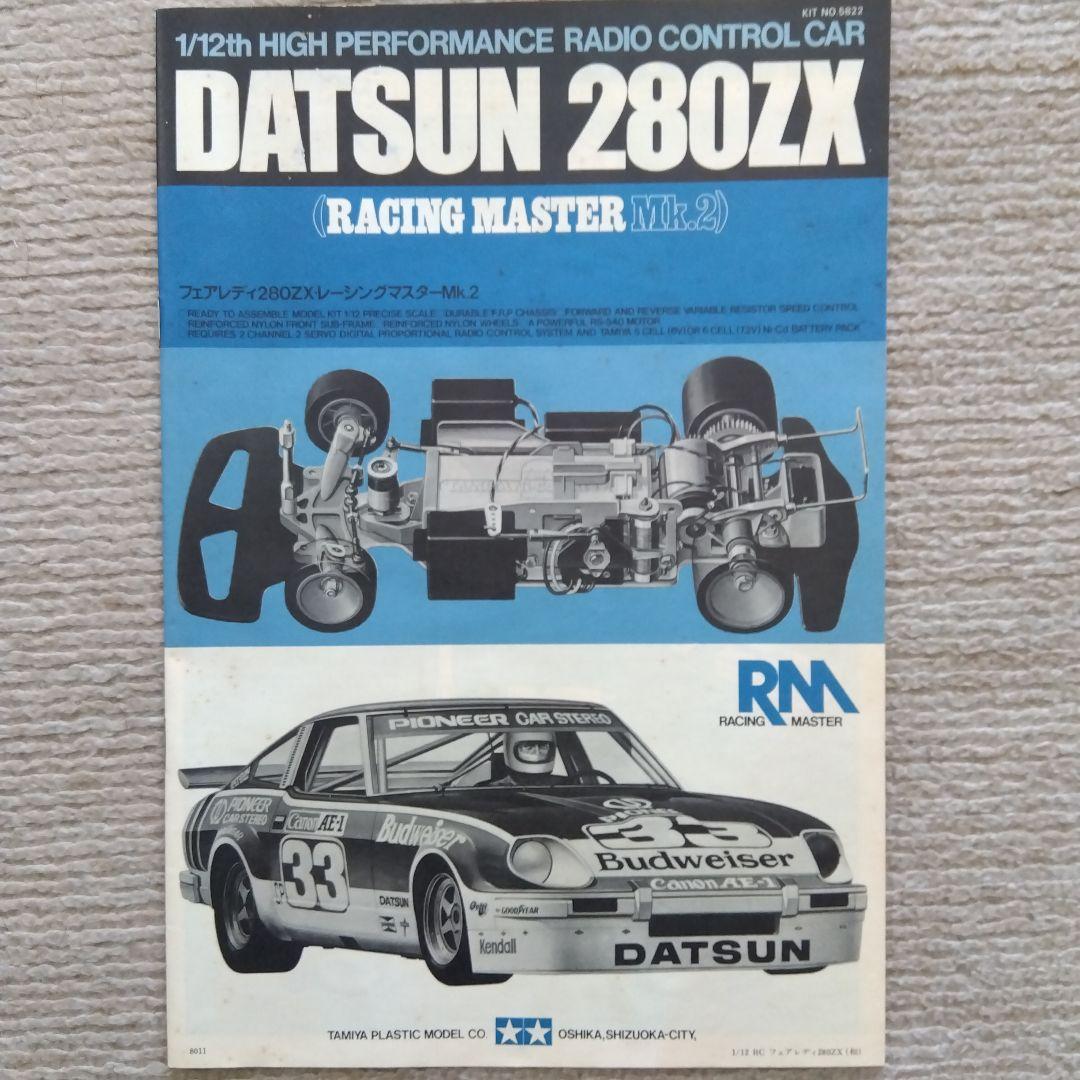 KIT NO.5822
1/12th HIGH PERFORMANCE RADIO CONTROL CAR
DATSUN 280ZX
(RACING MASTER Mk.2)
フェアレディ280ZX・レーシングマスターMk.2
READY TO ASSEMBLE MODEL KIT 1/12 PRECISE SCALE DURABLE F.R.P CHASSIS FORWARD AND REVERSE VARIABLE RESISTOR SPEED CONTROL
REINFORCED NYLON FRONT SUB-FRAME REINFORCED NYLON WHEELS A POWERFUL RS-540 MOTOR
REQUIRES 2 CHANNEL 2 SERVO DIGITAL PROPORTIONAL RADIO CONTROL SYSTEM AND TAMIYA 5 CELL (6V) OR 6 CELL (7.2V) Ni-Cd BATTERY PACK
RM
RACING MASTER
PIONEER CAR STEREO
PIONEER
CAR STEREO
Canon AE-1
Budweiser
33
DATSUN
PIONEER
33
Budweiser
Canon AE-1
GOODYEAR
Kendall
DATSUN
TAMIYA PLASTIC MODEL CO. OSHIKA, SHIZUOKA-CITY,
8011
1/12 RC フェアレディ280ZX (和)